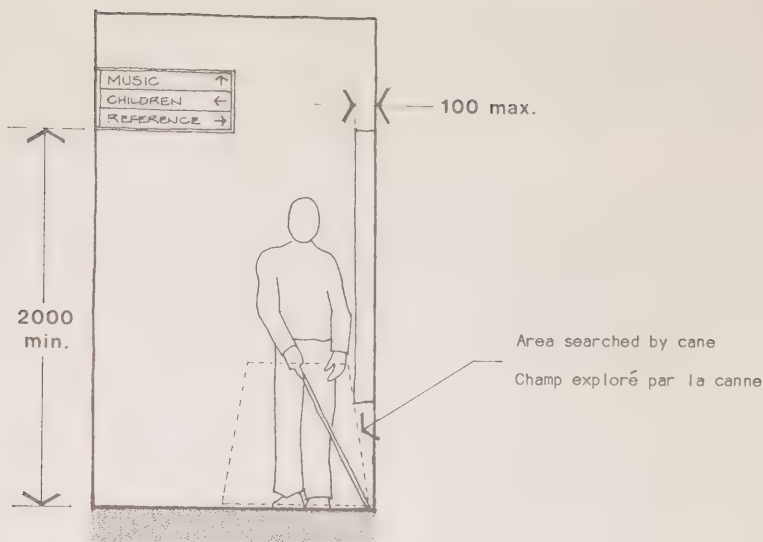 MUSIC ↑
CHILDREN ←
REFERENCE →
100 max.
2000
min.
Area searched by cane
Champ exploré par la canne